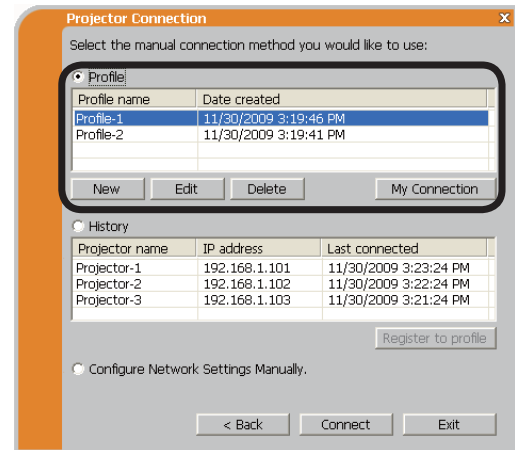 Projector Connection x
Select the manual connection method you would like to use:
Profile
Profile name Date created
Profile-1 11/30/2009 3:19:46 PM
Profile-2 11/30/2009 3:19:41 PM
New Edit Delete My Connection
History
Projector name IP address Last connected
Projector-1 192.168.1.101 11/30/2009 3:23:24 PM
Projector-2 192.168.1.102 11/30/2009 3:22:24 PM
Projector-3 192.168.1.103 11/30/2009 3:21:24 PM
Register to profile
Configure Network Settings Manually.
< Back Connect Exit